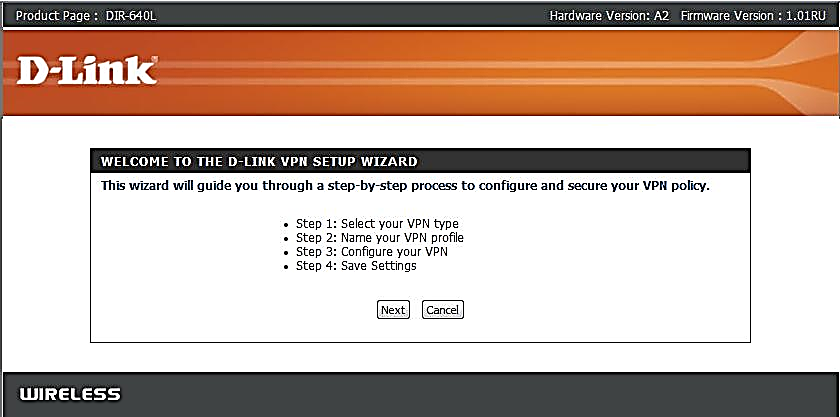 Product Page : DIR-640L Hardware Version: A2 Firmware Version : 1.01RU
D-Link
WELCOME TO THE D-LINK VPN SETUP WIZARD
This wizard will guide you through a step-by-step process to configure and secure your VPN policy.
• Step 1: Select your VPN type
• Step 2: Name your VPN profile
• Step 3: Configure your VPN
• Step 4: Save Settings
Next Cancel
WIRELESS